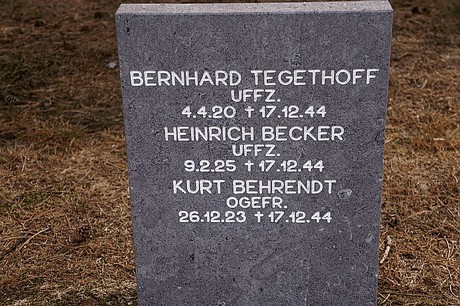 BERNHARD TEGETHOFF
UFFZ.
4.4.20 † 17.12.44
HEINRICH BECKER
UFFZ.
9.2.25 † 17.12.44
KURT BEHRENDT
OGEFR.
26.12.23 † 17.12.44